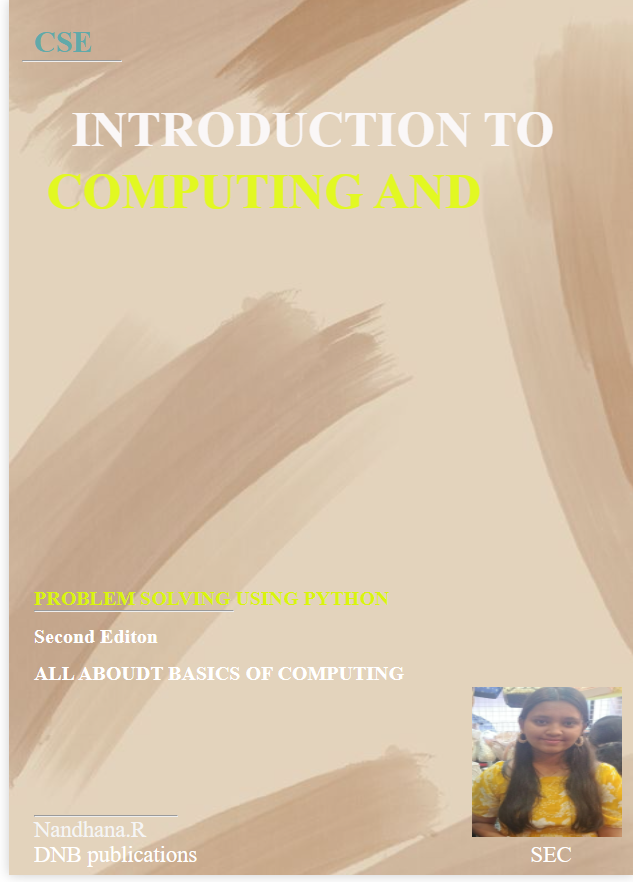 CSE
INTRODUCTION TO
COMPUTING AND
PROBLEM SOLVING USING PYTHON
Second Editon
ALL ABOUDT BASICS OF COMPUTING
Nandhana.R
DNB publications
SEC